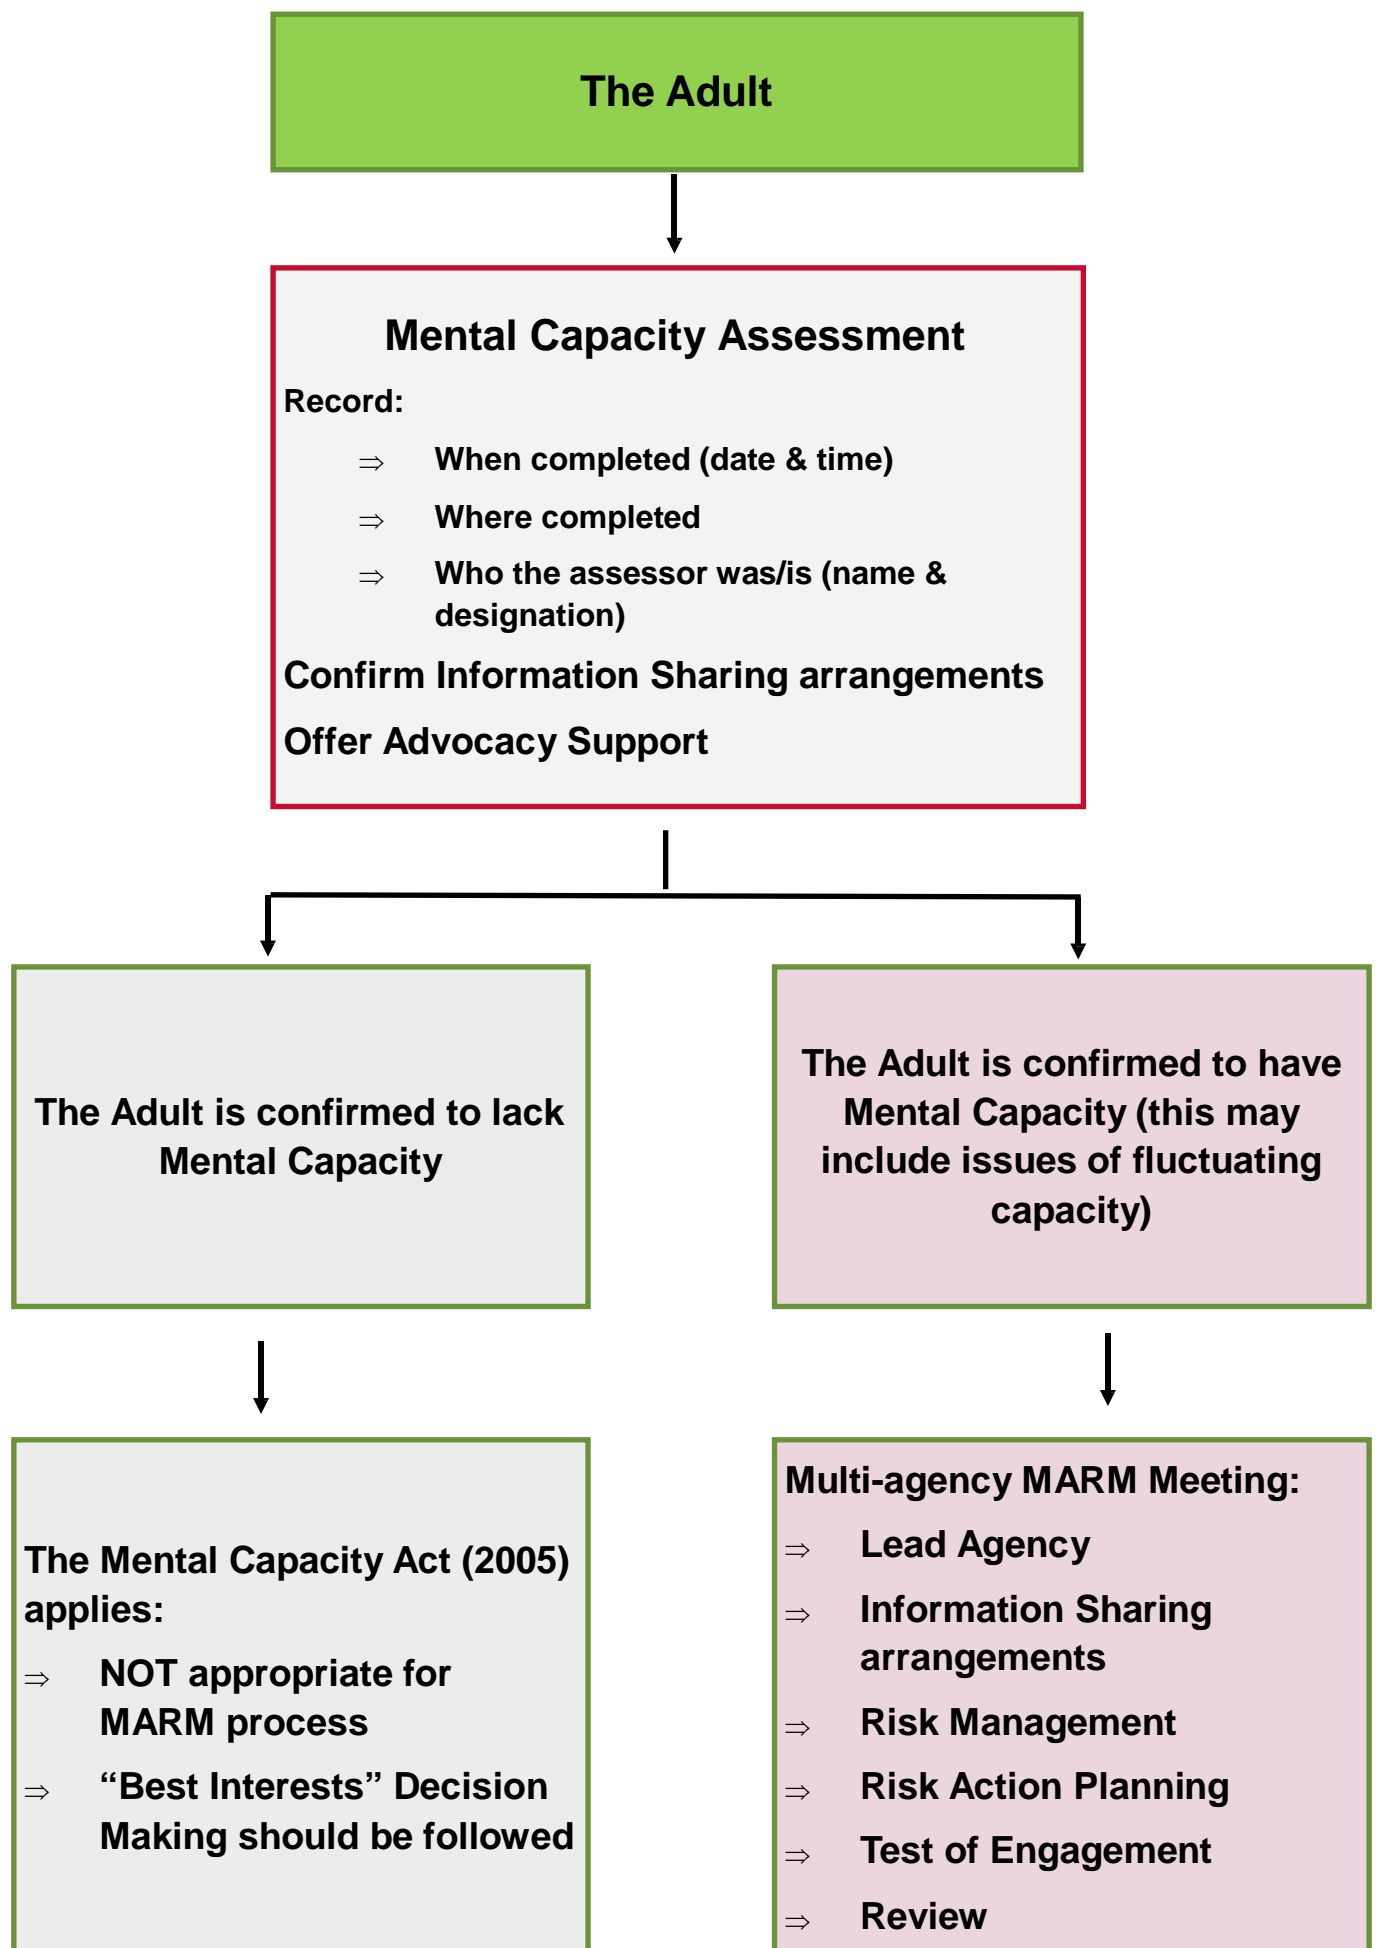 The Adult
Mental Capacity Assessment
Record:
⇒ When completed (date & time)
⇒ Where completed
⇒ Who the assessor was/is (name &
designation)
Confirm Information Sharing arrangements
Offer Advocacy Support
The Adult is confirmed to lack
Mental Capacity
The Adult is confirmed to have
Mental Capacity (this may
include issues of fluctuating
capacity)
The Mental Capacity Act (2005)
applies:
⇒ NOT appropriate for
MARM process
⇒ “Best Interests” Decision
Making should be followed
Multi-agency MARM Meeting:
⇒ Lead Agency
⇒ Information Sharing
arrangements
⇒ Risk Management
⇒ Risk Action Planning
⇒ Test of Engagement
⇒ Review